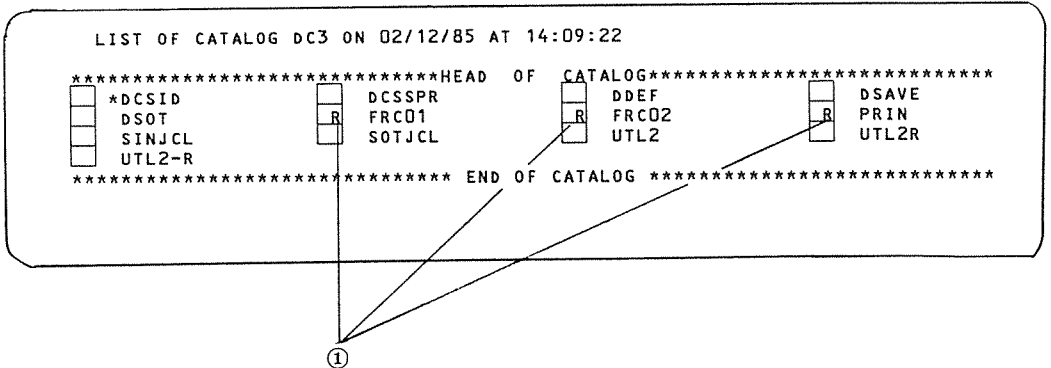 LIST OF CATALOG DC3 ON 02/12/85 AT 14:09:22
******************************HEAD OF CATALOG****************************
*DCSID DCSSPR DDEF DSAVE
DSOT R FRC01 R FRC02 R PRIN
SINJCL SOTJCL UTL2 UTL2R
UTL2-R
******************************* END OF CATALOG ****************************
①